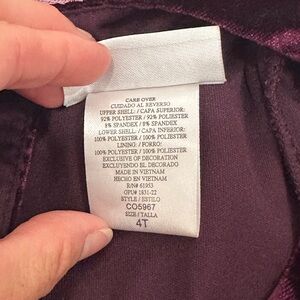 CARE OVER
CUIDADO AL REVERSO
UPPER SHELL: / CAPA SUPERIOR:
92% POLYESTER / 92% POLIESTER
8% SPANDEX / 8% SPANDEX
LOWER SHELL: / CAPA INFERIOR:
100% POLYESTER / 100% POLIESTER
LINING: / FORRO:
100% POLYESTER / 100% POLIESTER
EXCLUSIVE OF DECORATION
EXCLUYENDO EL DECORADO
MADE IN VIETNAM
HECHO EN VIETNAM
R/N# 61953
GPU# 1831-22
STYLE / ESTILO
CO5967
SIZE / TALLA
4T